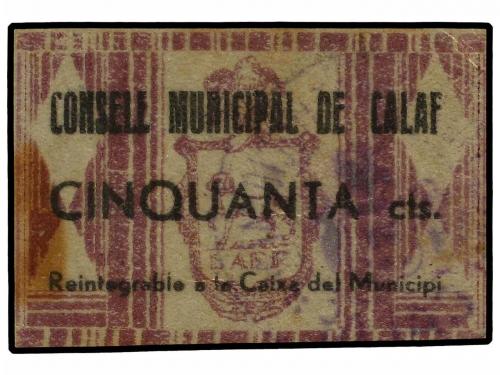 CONSELL MUNICIPAL DE CALAF
CINQUANTA cts.
Reintegrable a la Caixa del Municipi